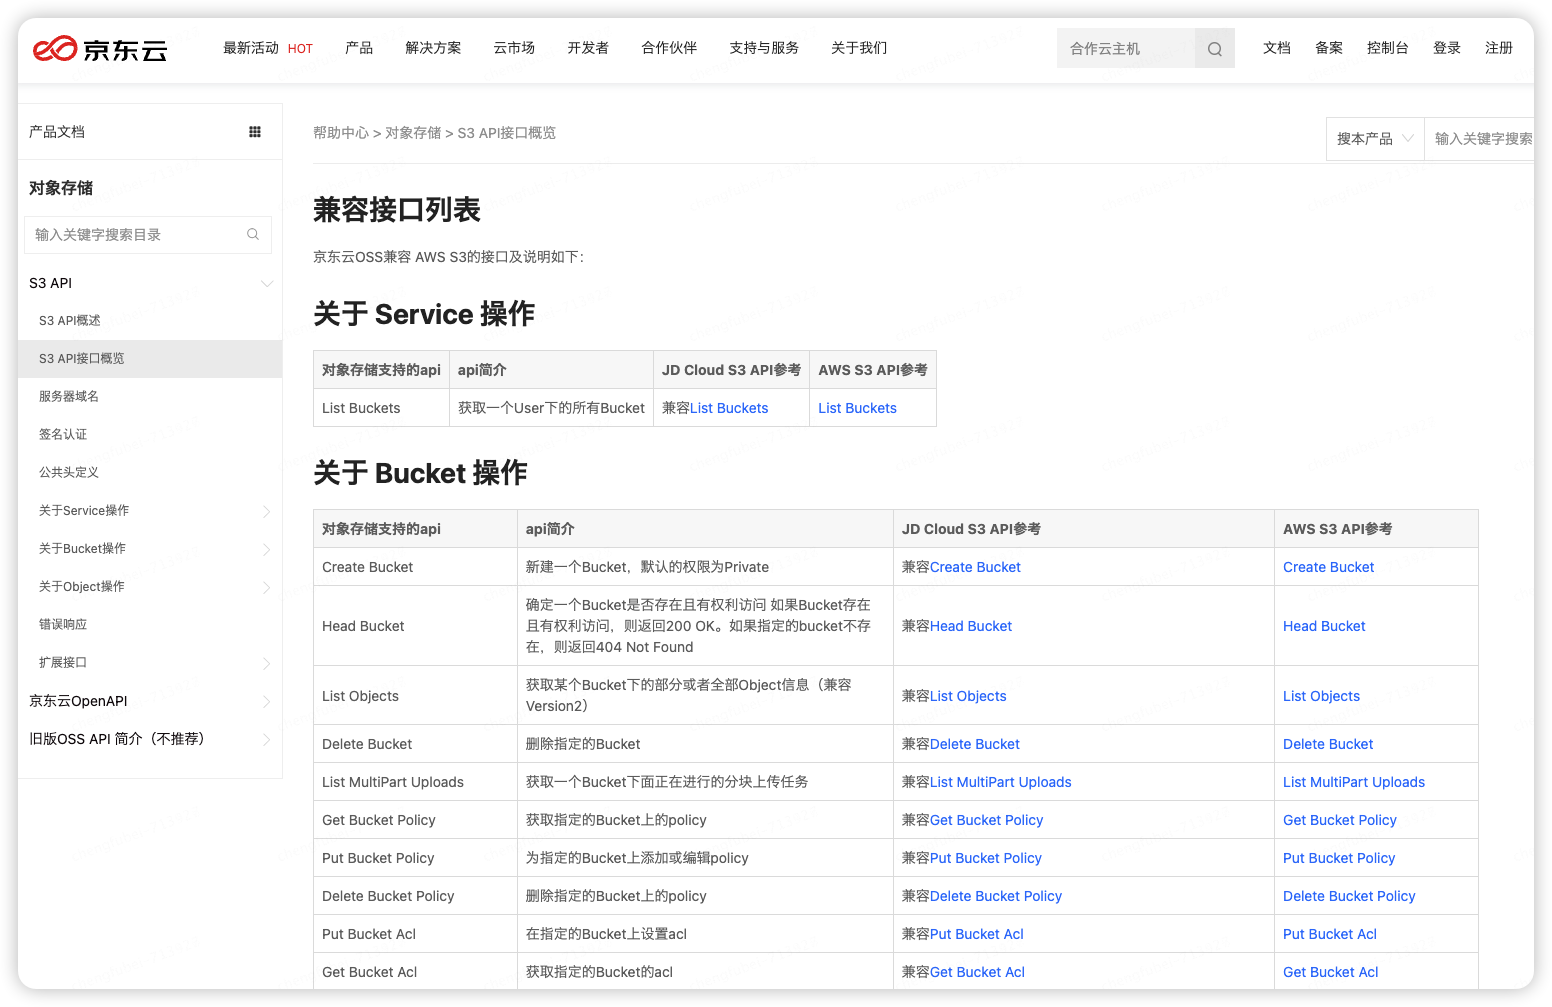 京东云
最新活动 HOT 产品 解决方案 云市场 开发者 合作伙伴 支持与服务 关于我们 合作云主机 文档 备案 控制台 登录 注册
产品文档
对象存储
输入关键字搜索目录
S3 API
S3 API概述
S3 API接口概览
服务器域名
签名认证
公共头定义
关于Service操作
关于Bucket操作
关于Object操作
错误响应
扩展接口
京东云OpenAPI
旧版OSS API 简介（不推荐）
帮助中心 > 对象存储 > S3 API接口概览
搜本产品 输入关键字搜索
兼容接口列表
京东云OSS兼容 AWS S3的接口及说明如下：
关于 Service 操作
对象存储支持的api api简介 JD Cloud S3 API参考 AWS S3 API参考
List Buckets 获取一个User下的所有Bucket 兼容List Buckets List Buckets
关于 Bucket 操作
对象存储支持的api api简介 JD Cloud S3 API参考 AWS S3 API参考
Create Bucket 新建一个Bucket，默认的权限为Private 兼容Create Bucket Create Bucket
Head Bucket 确定一个Bucket是否存在且有权利访问 如果Bucket存在
且有权利访问，则返回200 OK。如果指定的bucket不存
在，则返回404 Not Found 兼容Head Bucket Head Bucket
List Objects 获取某个Bucket下的部分或者全部Object信息（兼容
Version2） 兼容List Objects List Objects
Delete Bucket 删除指定的Bucket 兼容Delete Bucket Delete Bucket
List MultiPart Uploads 获取一个Bucket下面正在进行的分块上传任务 兼容List MultiPart Uploads List MultiPart Uploads
Get Bucket Policy 获取指定的Bucket上的policy 兼容Get Bucket Policy Get Bucket Policy
Put Bucket Policy 为指定的Bucket上添加或编辑policy 兼容Put Bucket Policy Put Bucket Policy
Delete Bucket Policy 删除指定的Bucket上的policy 兼容Delete Bucket Policy Delete Bucket Policy
Put Bucket Acl 在指定的Bucket上设置acl 兼容Put Bucket Acl Put Bucket Acl
Get Bucket Acl 获取指定的Bucket的acl 兼容Get Bucket Acl Get Bucket Acl